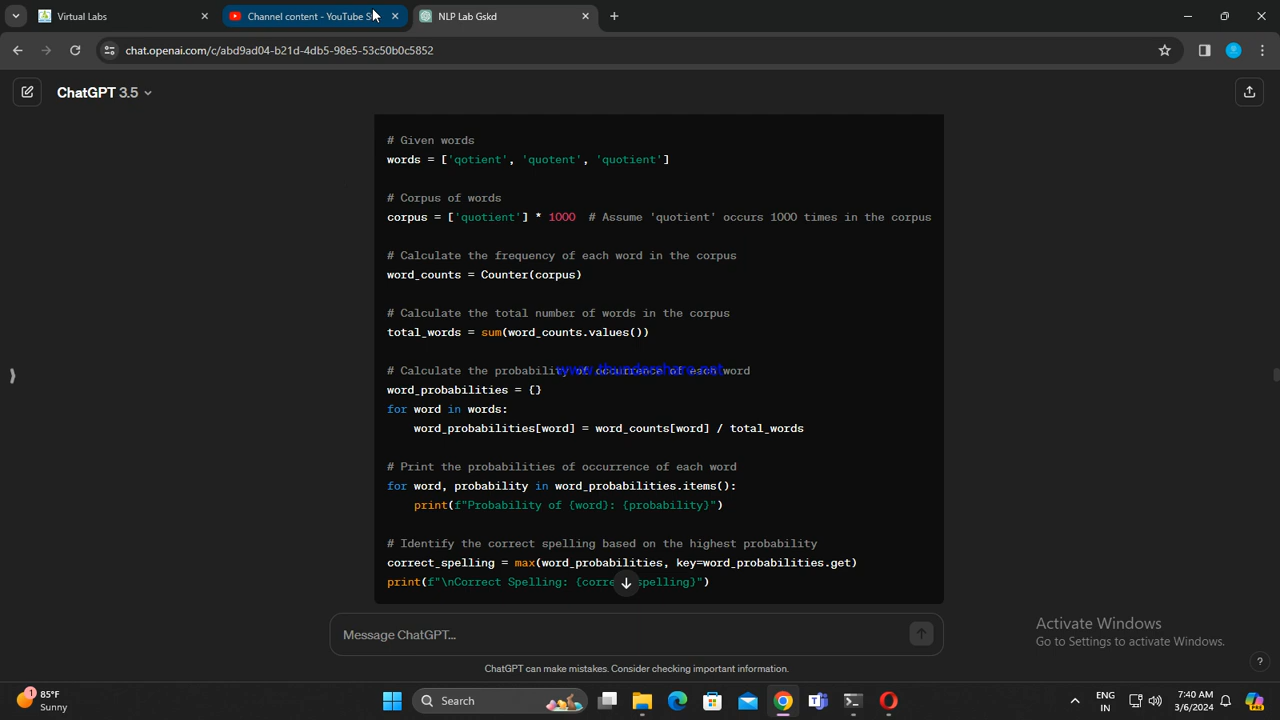 Virtual Labs
Channel content - YouTube S
NLP Lab Gskd
chat.openai.com/c/abd9ad04-b21d-4db5-98e5-53c50b0c5852
ChatGPT 3.5
# Given words
words = ['qotient', 'quotent', 'quotient']
# Corpus of words
corpus = ['quotient'] * 1000 # Assume 'quotient' occurs 1000 times in the corpus
# Calculate the frequency of each word in the corpus
word_counts = Counter(corpus)
# Calculate the total number of words in the corpus
total_words = sum(word_counts.values())
# Calculate the probability of occurrence of each word
www.thundershare.net
word_probabilities = {}
for word in words:
word_probabilities[word] = word_counts[word] / total_words
# Print the probabilities of occurrence of each word
for word, probability in word_probabilities.items():
print(f"Probability of {word}: {probability}")
# Identify the correct spelling based on the highest probability
correct_spelling = max(word_probabilities, key=word_probabilities.get)
print(f"\nCorrect Spelling: {corre spelling}")
Message ChatGPT...
ChatGPT can make mistakes. Consider checking important information.
Activate Windows
Go to Settings to activate Windows.
?
1
85°F
Sunny
Search
ENG
IN
7:40 AM
3/6/2024
PRE